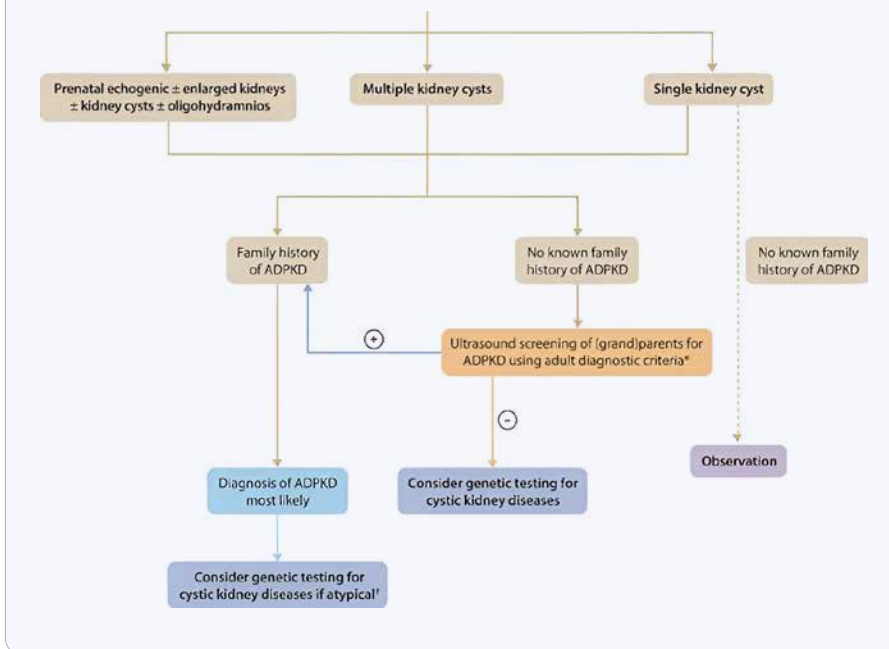 Prenatal echogenic ± enlarged kidneys
± kidney cysts ± oligohydramnios
Multiple kidney cysts
Single kidney cyst
Family history
of ADPKD
No known family
history of ADPKD
No known family
history of ADPKD
+
Ultrasound screening of (grand)parents for
ADPKD using adult diagnostic criteria*
-
Observation
Diagnosis of ADPKD
most likely
Consider genetic testing for
cystic kidney diseases
Consider genetic testing for
cystic kidney diseases if atypical†